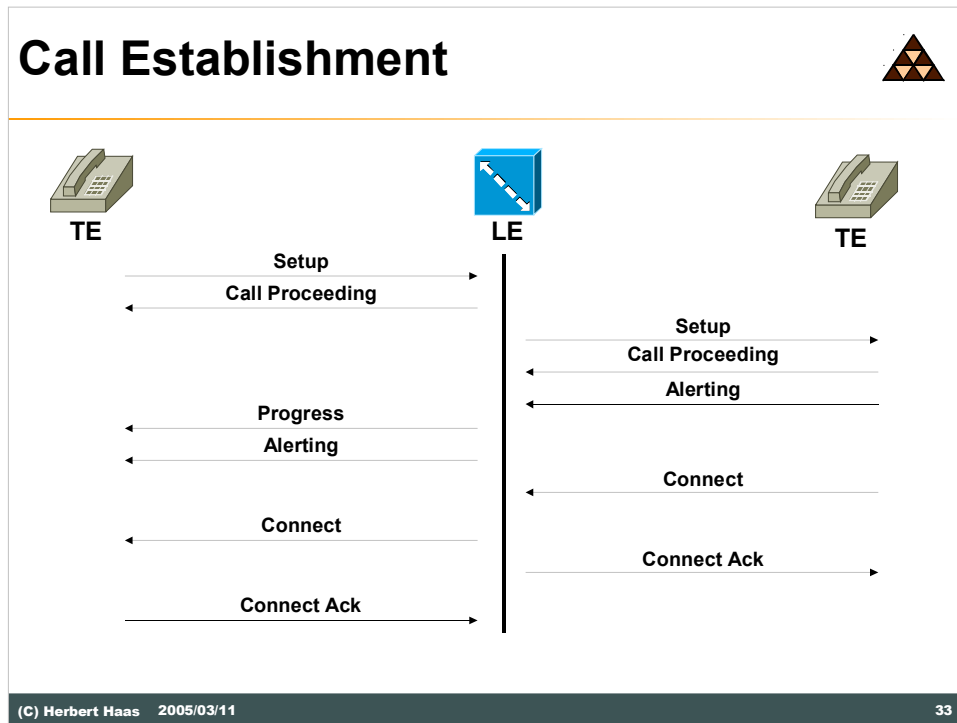 Call Establishment
TE
LE
TE
Setup
Call Proceeding
Setup
Call Proceeding
Alerting
Progress
Alerting
Connect
Connect
Connect Ack
Connect Ack
(C) Herbert Haas 2005/03/11
33